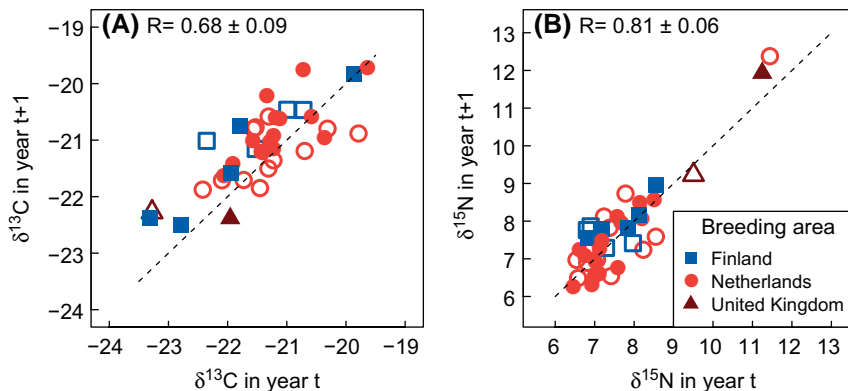 (A) R= 0.68 ± 0.09
δ13C in year t+1
−19
−20
−21
−22
−23
−24
−24 −23 −22 −21 −20 −19
δ13C in year t
(B) R= 0.81 ± 0.06
δ15N in year t+1
13
12
11
10
9
8
7
6
6 7 8 9 10 11 12 13
δ15N in year t
Breeding area
Finland
Netherlands
United Kingdom